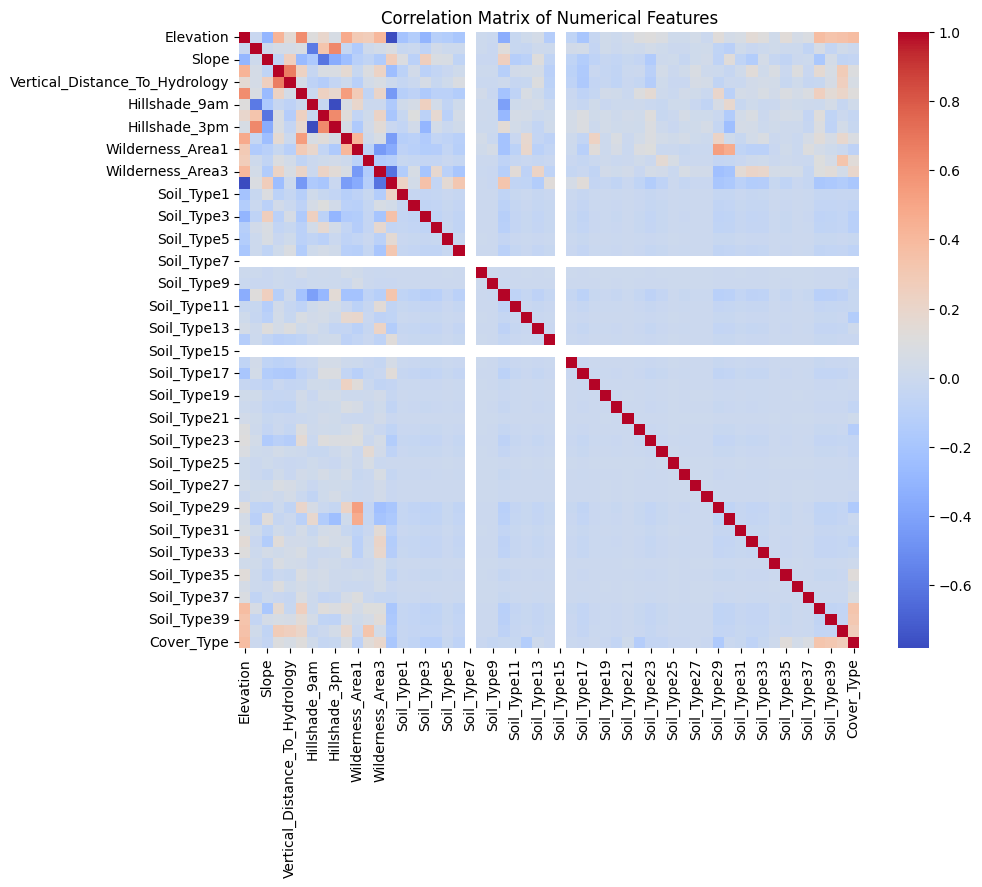 Correlation Matrix of Numerical Features
Elevation
Slope
Vertical_Distance_To_Hydrology
Hillshade_9am
Hillshade_3pm
Wilderness_Area1
Wilderness_Area3
Soil_Type1
Soil_Type3
Soil_Type5
Soil_Type7
Soil_Type9
Soil_Type11
Soil_Type13
Soil_Type15
Soil_Type17
Soil_Type19
Soil_Type21
Soil_Type23
Soil_Type25
Soil_Type27
Soil_Type29
Soil_Type31
Soil_Type33
Soil_Type35
Soil_Type37
Soil_Type39
Cover_Type
Elevation
Slope
Vertical_Distance_To_Hydrology
Hillshade_9am
Hillshade_3pm
Wilderness_Area1
Wilderness_Area3
Soil_Type1
Soil_Type3
Soil_Type5
Soil_Type7
Soil_Type9
Soil_Type11
Soil_Type13
Soil_Type15
Soil_Type17
Soil_Type19
Soil_Type21
Soil_Type23
Soil_Type25
Soil_Type27
Soil_Type29
Soil_Type31
Soil_Type33
Soil_Type35
Soil_Type37
Soil_Type39
Cover_Type
1.0
0.8
0.6
0.4
0.2
0.0
−0.2
−0.4
−0.6